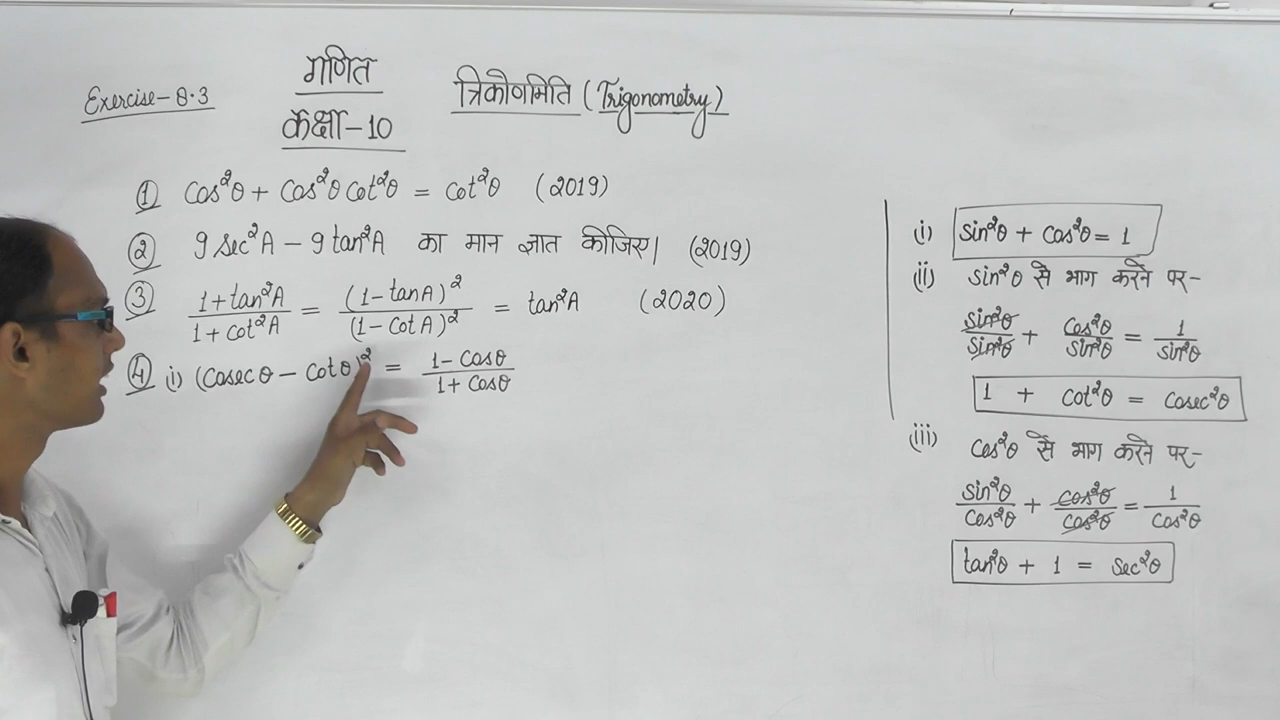 Exercise-8.3
गणित
कक्षा-10
त्रिकोणमिति (Trigonometry)
① Cos²θ + Cos²θ Cot²θ = Cot²θ (2019)
② 9 sec²A – 9 tan²A का मान ज्ञात कीजिए। (2019)
③ (1+tan²A)/(1+cot²A) = (1-tanA)²/(1-CotA)² = tan²A (2020)
④ i) (Cosec θ – cotθ)² = (1-Cosθ)/(1+Cosθ)
(i) sin²θ + cos²θ = 1
(ii) sin²θ से भाग करने पर-
sin²θ/sin²θ + Cos²θ/sin²θ = 1/sin²θ
1 + cot²θ = Cosec²θ
(iii) Cos²θ से भाग करने पर-
sin²θ/Cos²θ + Cos²θ/Cos²θ = 1/Cos²θ
tan²θ + 1 = Sec²θ